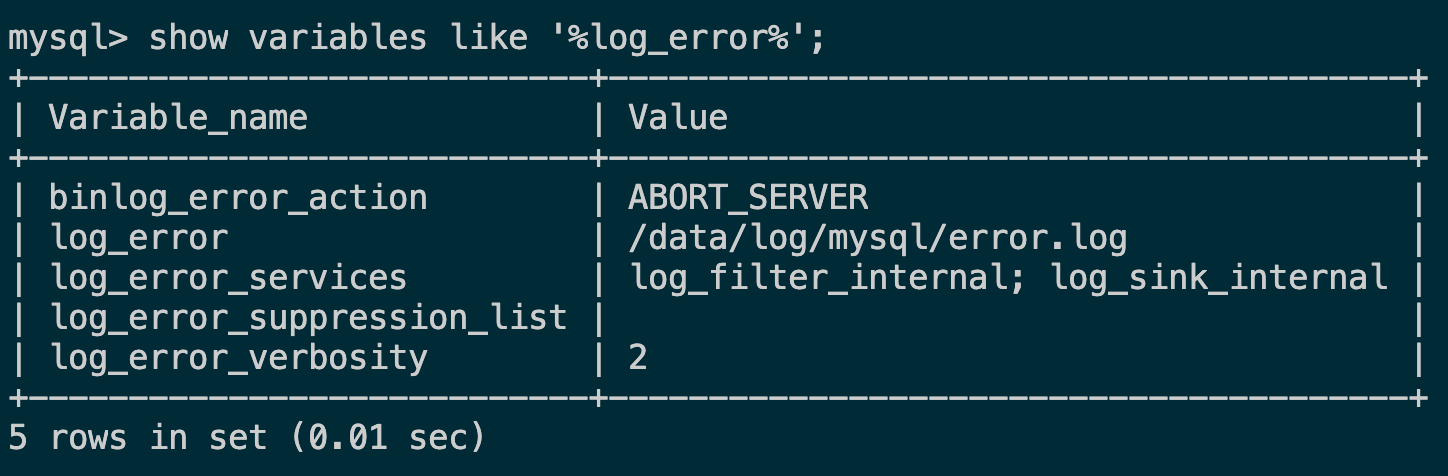 mysql> show variables like '%log_error%';
+----------------------------+----------------------------------------+
| Variable_name              | Value                                  |
+----------------------------+----------------------------------------+
| binlog_error_action        | ABORT_SERVER                           |
| log_error                  | /data/log/mysql/error.log              |
| log_error_services         | log_filter_internal; log_sink_internal |
| log_error_suppression_list |                                        |
| log_error_verbosity        | 2                                      |
+----------------------------+----------------------------------------+
5 rows in set (0.01 sec)